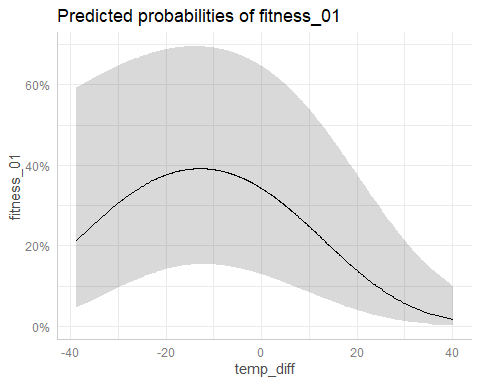 Predicted probabilities of fitness_01
fitness_01
60%
40%
20%
0%
-40 -20 0 20 40
temp_diff